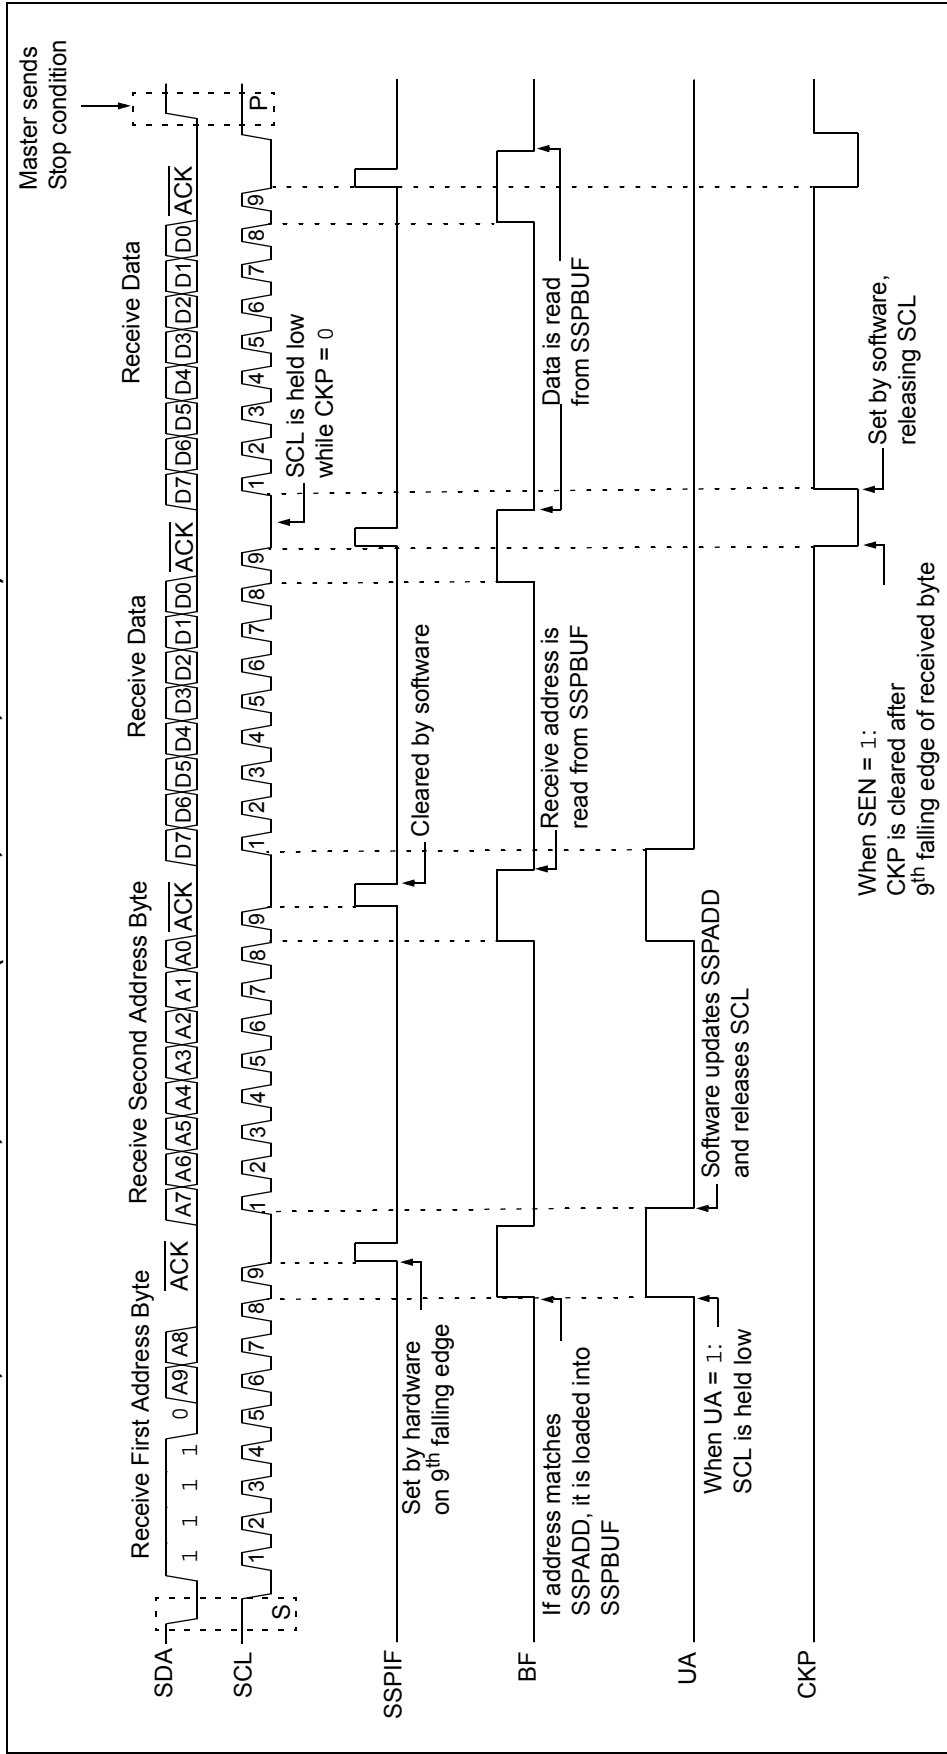 Master sends
Stop condition
Receive First Address Byte
Receive Second Address Byte
Receive Data
Receive Data
SDA
1 1 1 1 0 A9 A8 ACK
A7 A6 A5 A4 A3 A2 A1 A0 ACK
D7 D6 D5 D4 D3 D2 D1 D0 ACK
D7 D6 D5 D4 D3 D2 D1 D0 ACK
SCL
S
1 2 3 4 5 6 7 8 9
1 2 3 4 5 6 7 8 9
1 2 3 4 5 6 7 8 9
1 2 3 4 5 6 7 8 9
P
SCL is held low
while CKP = 0
SSPIF
Set by hardware
on 9th falling edge
Cleared by software
BF
If address matches
SSPADD, it is loaded into
SSPBUF
Receive address is
read from SSPBUF
Data is read
from SSPBUF
UA
When UA = 1:
SCL is held low
Software updates SSPADD
and releases SCL
CKP
When SEN = 1:
CKP is cleared after
9th falling edge of received byte
Set by software,
releasing SCL